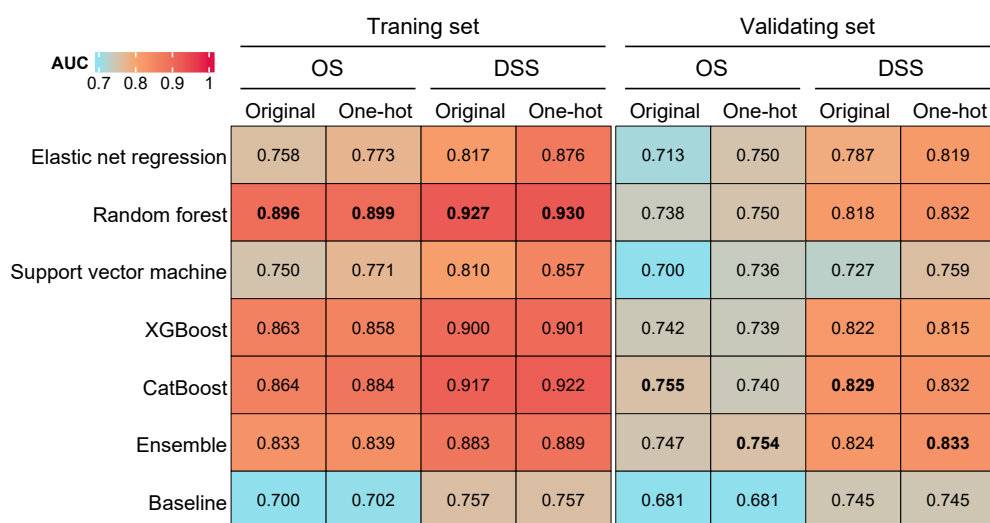 Traning set Validating set
AUC
0.7 0.8 0.9 1
OS DSS OS DSS
Original One-hot Original One-hot Original One-hot Original One-hot
Elastic net regression 0.758 0.773 0.817 0.876 0.713 0.750 0.787 0.819
Random forest 0.896 0.899 0.927 0.930 0.738 0.750 0.818 0.832
Support vector machine 0.750 0.771 0.810 0.857 0.700 0.736 0.727 0.759
XGBoost 0.863 0.858 0.900 0.901 0.742 0.739 0.822 0.815
CatBoost 0.864 0.884 0.917 0.922 0.755 0.740 0.829 0.832
Ensemble 0.833 0.839 0.883 0.889 0.747 0.754 0.824 0.833
Baseline 0.700 0.702 0.757 0.757 0.681 0.681 0.745 0.745